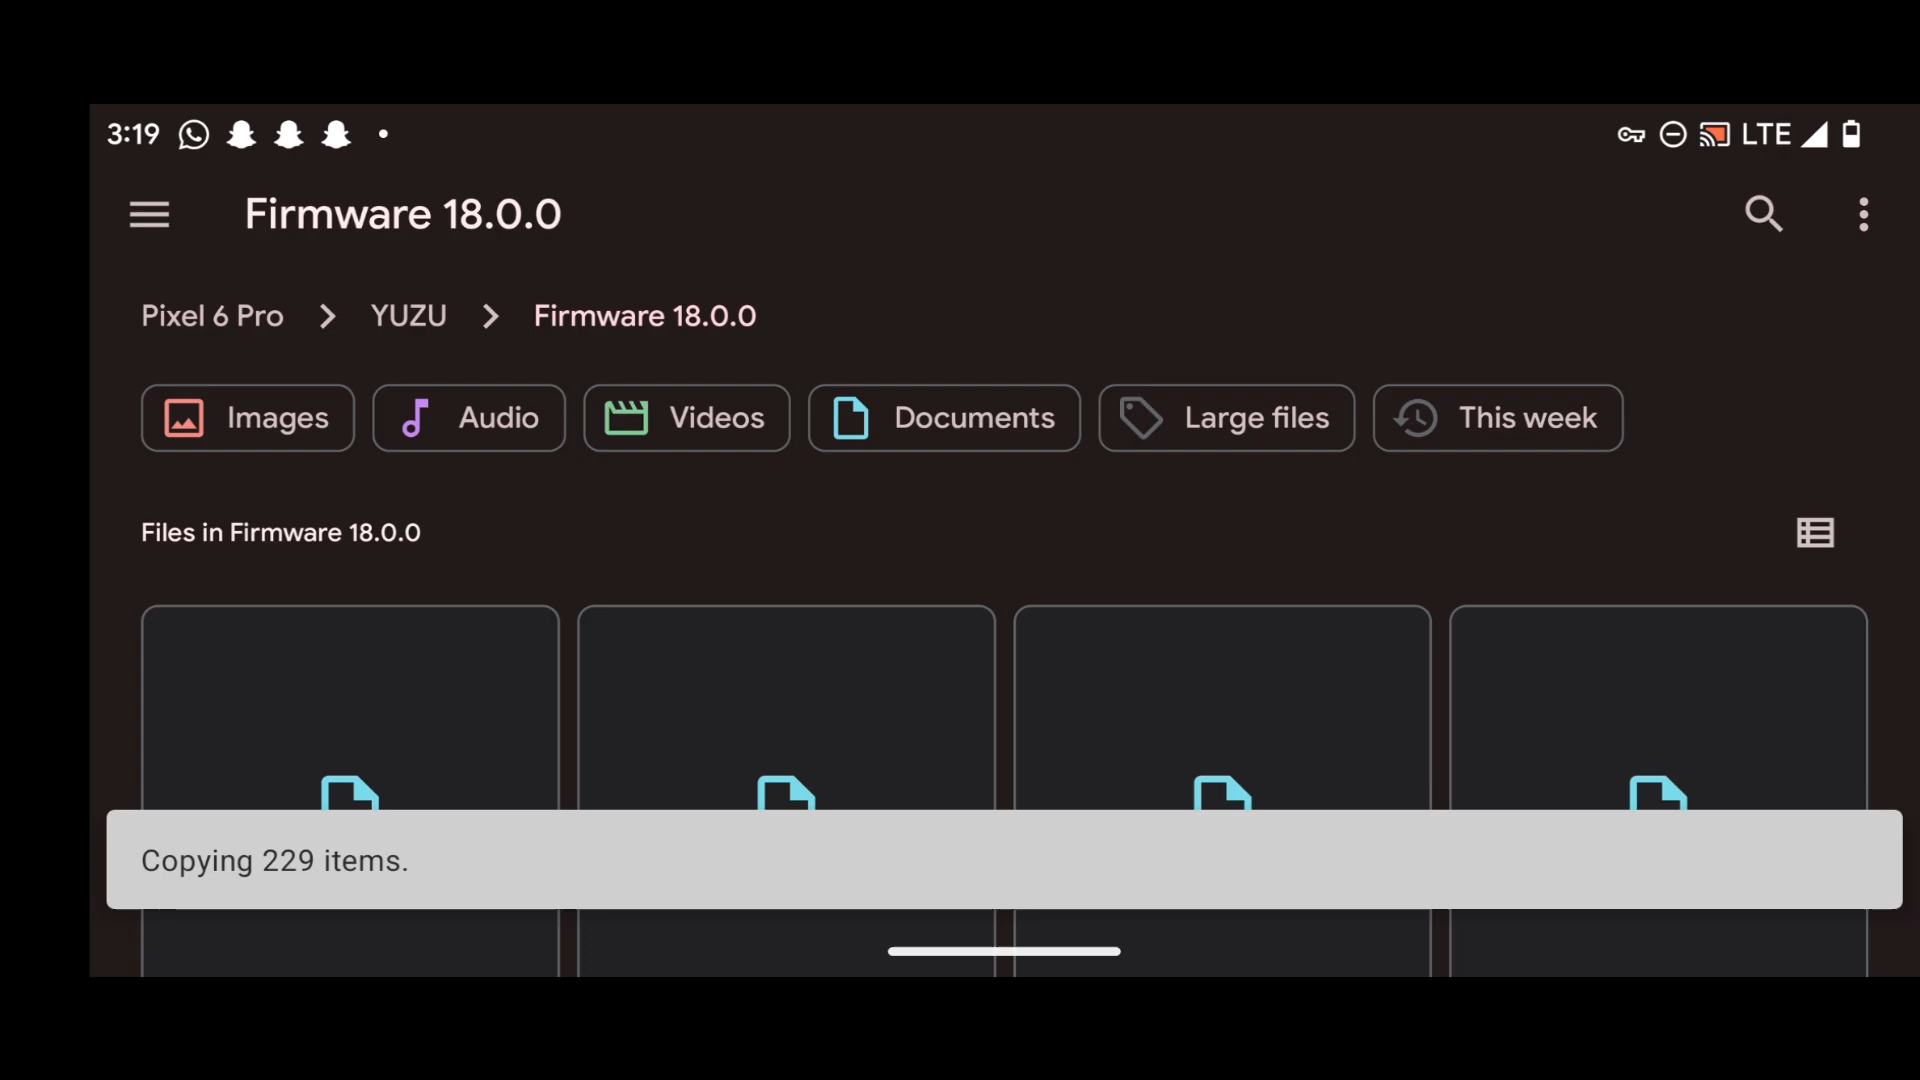 3:19 LTE
Firmware 18.0.0
Pixel 6 Pro YUZU Firmware 18.0.0
Images Audio Videos Documents Large files This week
Files in Firmware 18.0.0
Copying 229 items.